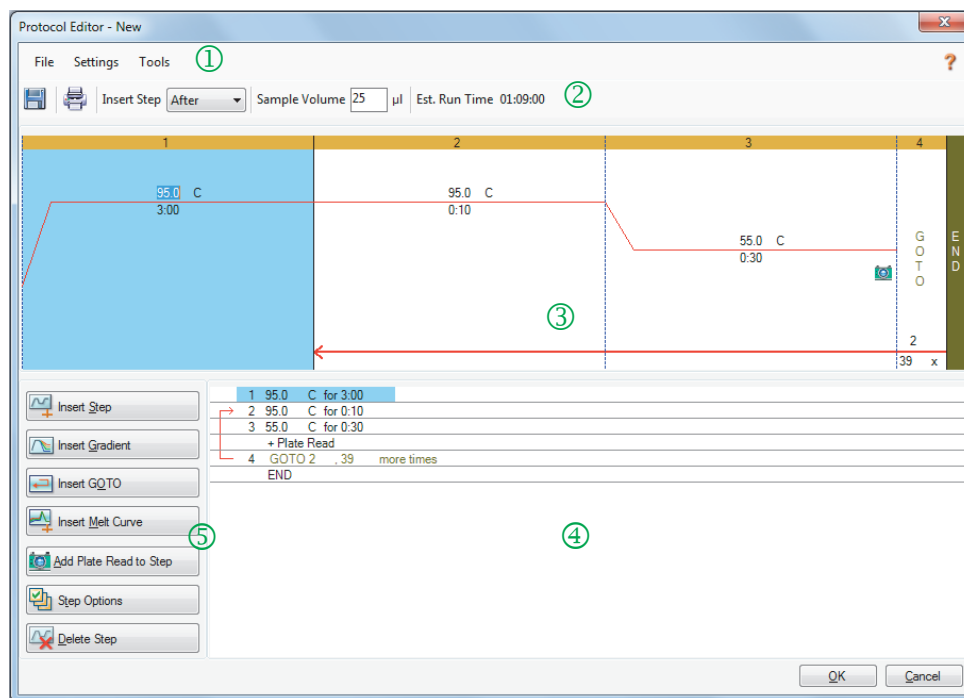 Protocol Editor - New
x
File Settings Tools ① ?
Insert Step After Sample Volume 25 µl Est. Run Time 01:09:00 ②
1 2 3 4
95.0 C 95.0 C
3:00 0:10
55.0 C
0:30
GOTO
END
③
2
39 x
Insert Step
Insert Gradient
Insert GOTO
Insert Melt Curve
Add Plate Read to Step
Step Options
Delete Step
⑤
1 95.0 C for 3:00
2 95.0 C for 0:10
3 55.0 C for 0:30
+ Plate Read
4 GOTO 2 , 39 more times
END
④
OK Cancel